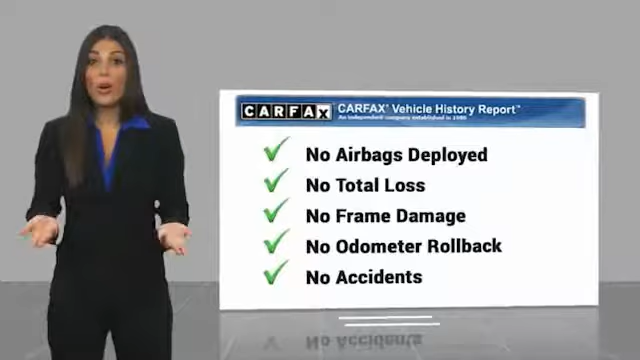 CARFAX CARFAX® Vehicle History Report™
An independent company established in 1986
No Airbags Deployed
No Total Loss
No Frame Damage
No Odometer Rollback
No Accidents